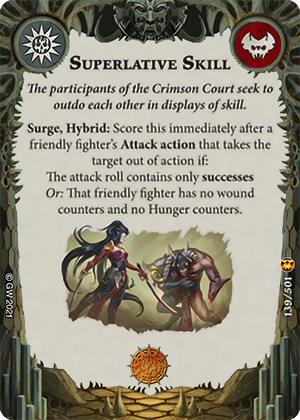 Superlative Skill
The participants of the Crimson Court seek to
outdo each other in displays of skill.
Surge, Hybrid: Score this immediately after a
friendly fighter's Attack action that takes the
target out of action if:
The attack roll contains only successes
Or: That friendly fighter has no wound
counters and no Hunger counters.
© GW 2021
139/501